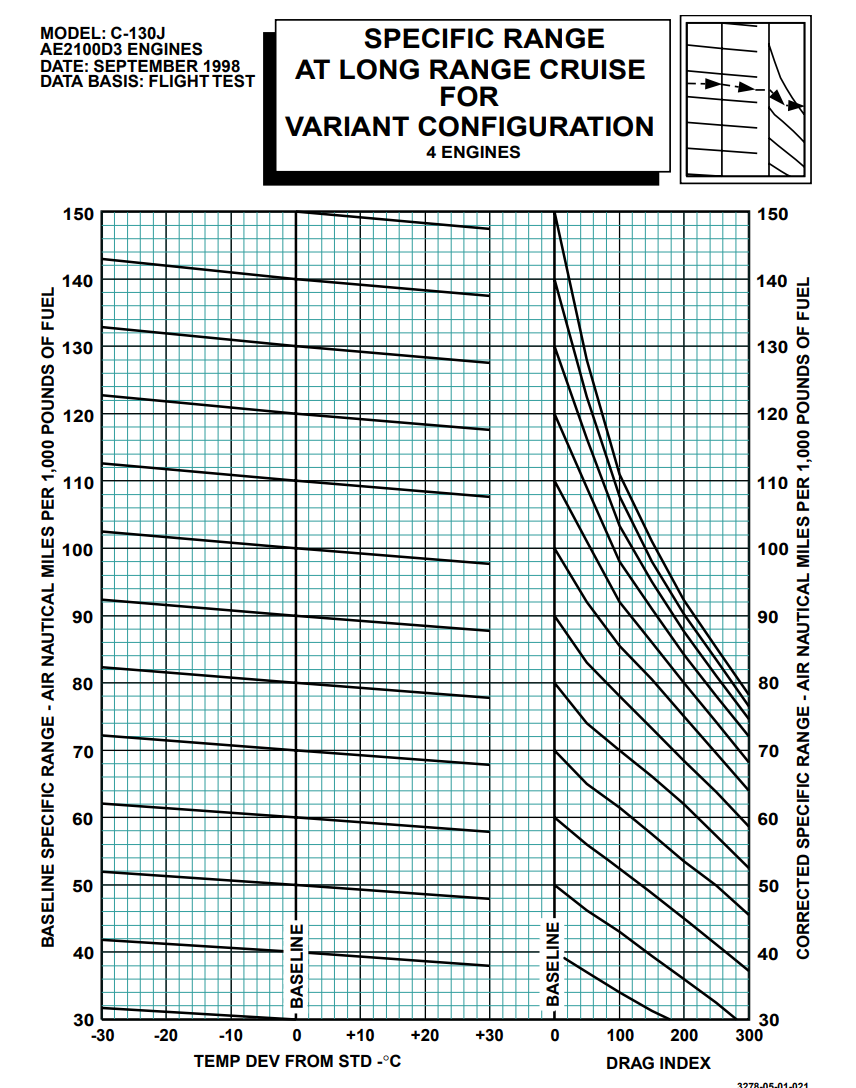 MODEL: C-130J
AE2100D3 ENGINES
DATE: SEPTEMBER 1998
DATA BASIS: FLIGHT TEST
SPECIFIC RANGE
AT LONG RANGE CRUISE
FOR
VARIANT CONFIGURATION
4 ENGINES
BASELINE SPECIFIC RANGE - AIR NAUTICAL MILES PER 1,000 POUNDS OF FUEL
150
140
130
120
110
100
90
80
70
60
50
40
30
BASELINE
BASELINE
150
140
130
120
110
100
90
80
70
60
50
40
30
CORRECTED SPECIFIC RANGE - AIR NAUTICAL MILES PER 1,000 POUNDS OF FUEL
-30 -20 -10 0 +10 +20 +30 0 100 200 300
TEMP DEV FROM STD -°C
DRAG INDEX
3278-05-01-021